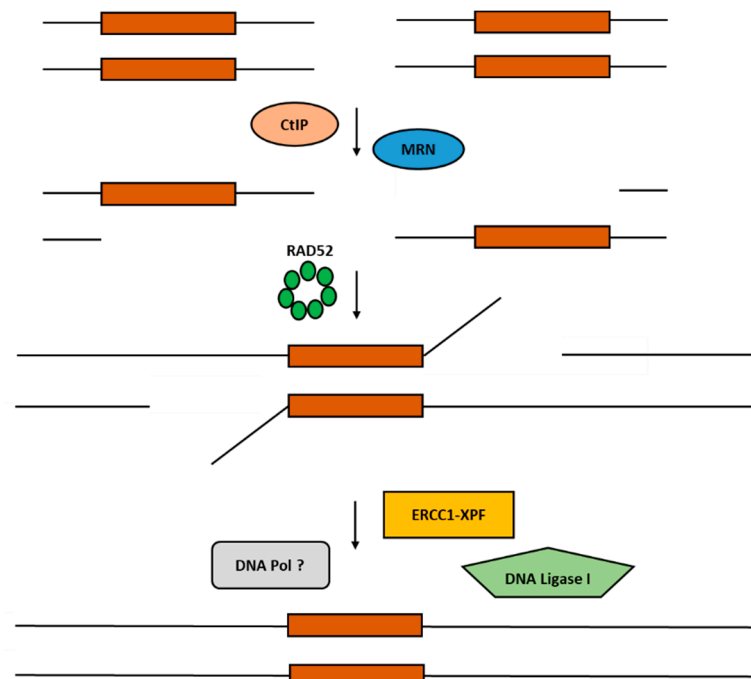 CtIP
MRN
RAD52
ERCC1-XPF
DNA Pol ?
DNA Ligase I